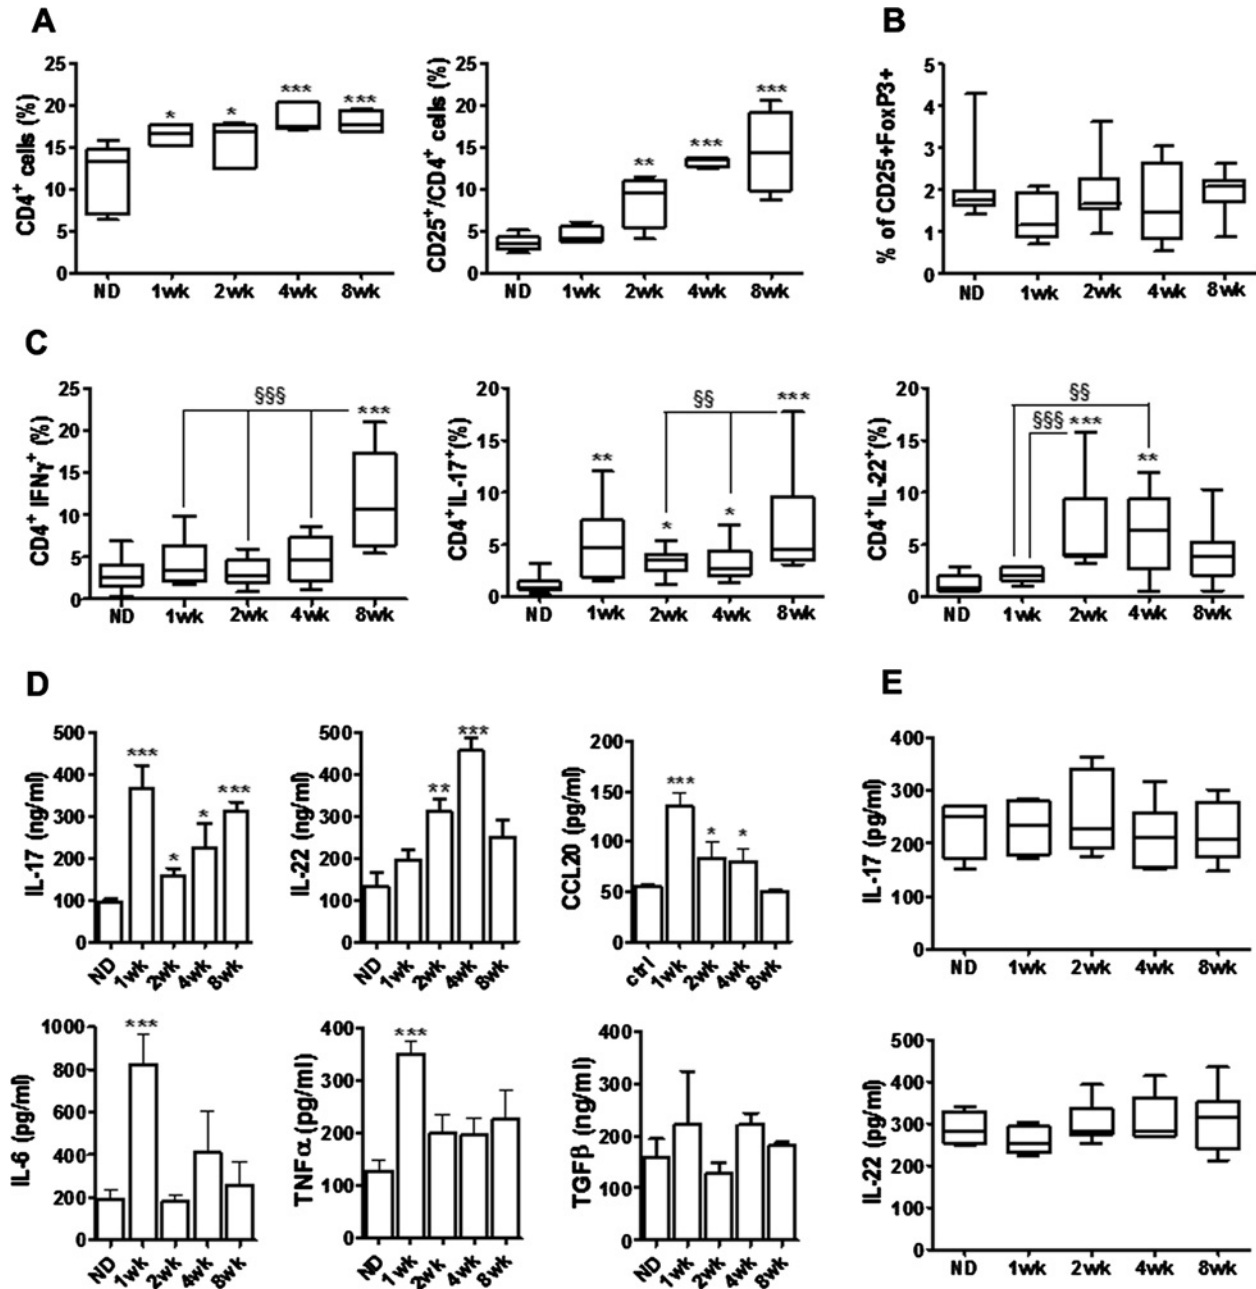 A
B
CD4+ cells (%)
25
20
15
10
5
0
* * *** ***
ND 1wk 2wk 4wk 8wk
CD25+/CD4+ cells (%)
25
20
15
10
5
0
** *** ***
ND 1wk 2wk 4wk 8wk
% of CD25+FoxP3+
5
4
3
2
1
0
ND 1wk 2wk 4wk 8wk
C
CD4+ IFNγ+ (%)
25
20
15
10
5
0
§§§ ***
ND 1wk 2wk 4wk 8wk
CD4+IL-17+(%)
20
15
10
5
0
** * * §§ ***
ND 1wk 2wk 4wk 8wk
CD4+IL-22+(%)
20
15
10
5
0
§§
§§§ *** **
ND 1wk 2wk 4wk 8wk
D
E
IL-17 (ng/ml)
500
400
300
200
100
0
*** * * ***
ND 1wk 2wk 4wk 8wk
IL-22 (ng/ml)
500
400
300
200
100
0
** ***
ND 1wk 2wk 4wk 8wk
CCL20 (pg/ml)
200
150
100
50
0
*** * *
ctrl 1wk 2wk 4wk 8wk
IL-17 (pg/ml)
400
300
200
100
0
ND 1wk 2wk 4wk 8wk
IL-6 (pg/ml)
1000
800
600
400
200
0
***
ND 1wk 2wk 4wk 8wk
TNFα (pg/ml)
400
300
200
100
0
***
ND 1wk 2wk 4wk 8wk
TGFβ (ng/ml)
400
300
200
100
0
ND 1wk 2wk 4wk 8wk
IL-22 (pg/ml)
500
400
300
200
100
0
ND 1wk 2wk 4wk 8wk